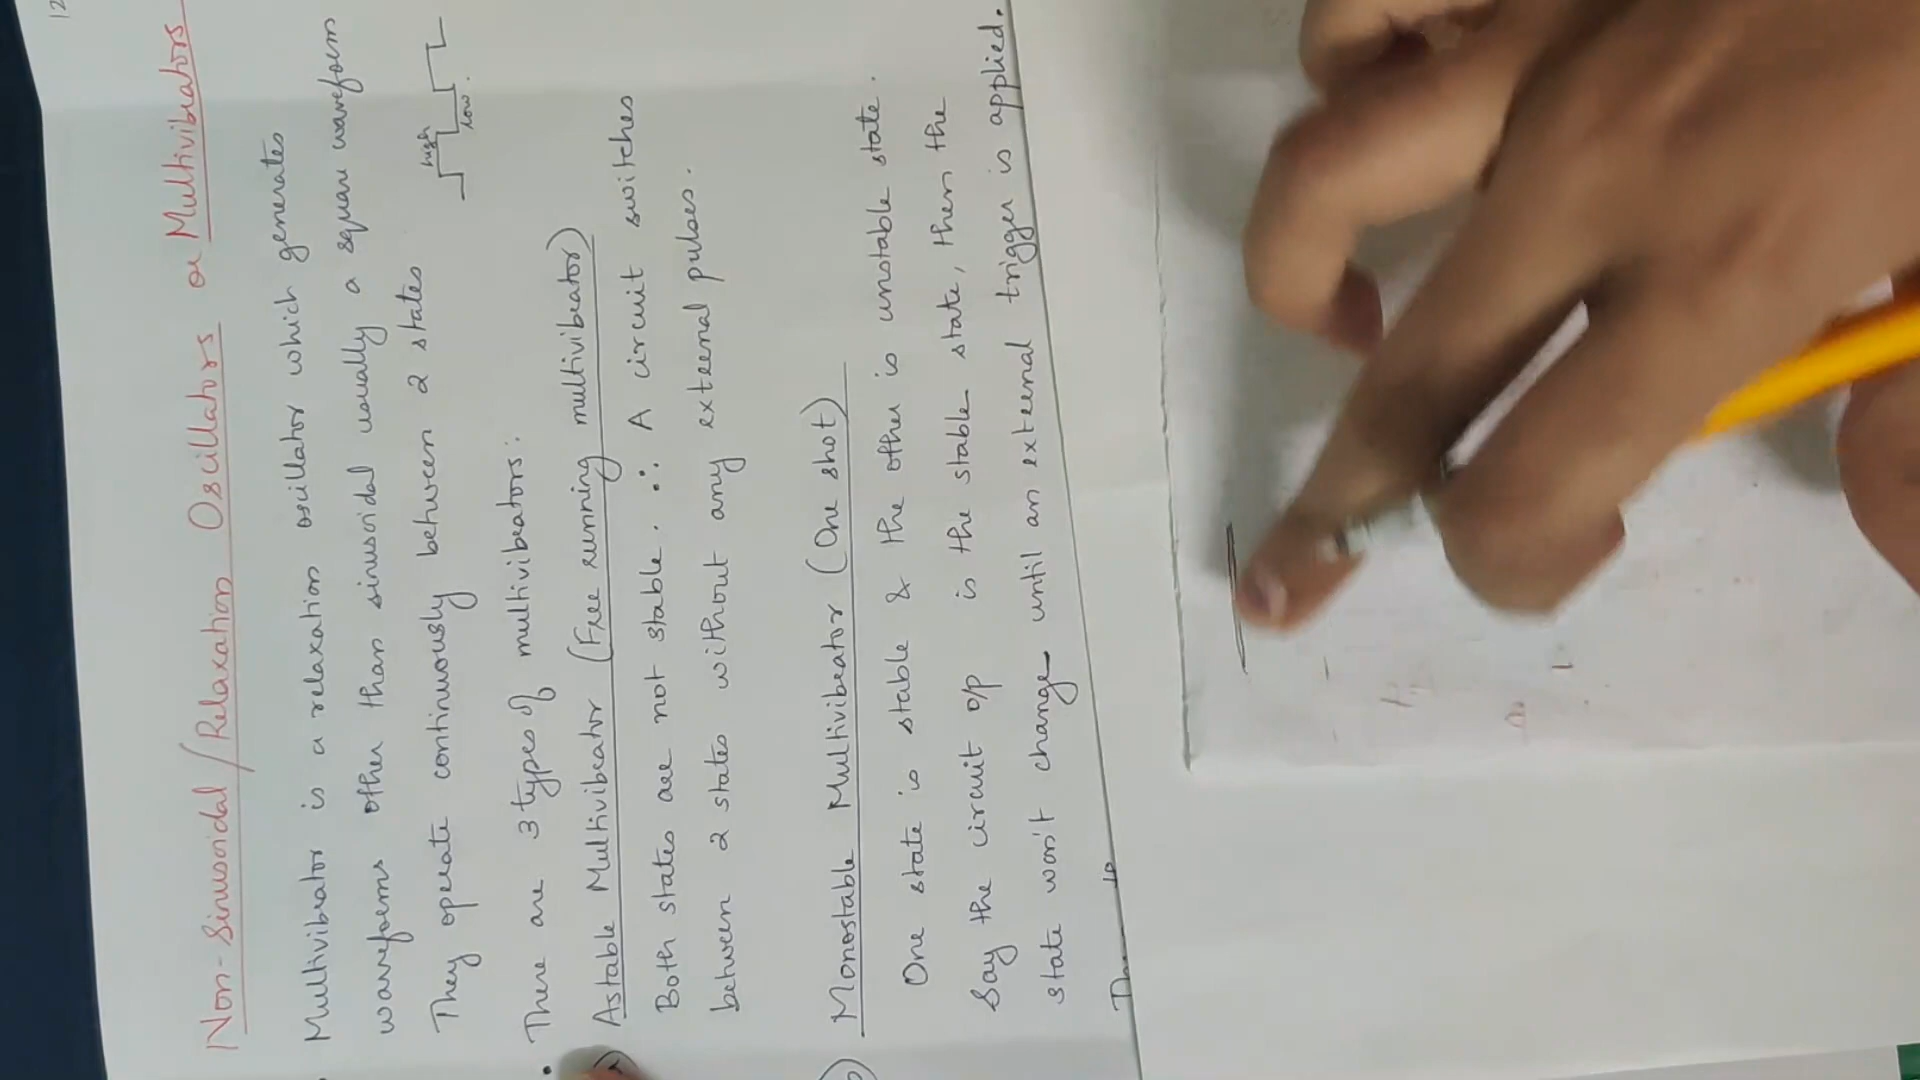 12
Non-Sinusoidal/Relaxation Oscillators or Multivibrators
Multivibrator is a relaxation oscillator which generates
waveforms other than sinusoidal usually a square waveform
They operate continuously between 2 states
high
low.
• There are 3 types of multivibrators:
a) Astable Multivibrator (Free running multivibrator)
Both states are not stable. ∴ A circuit switches
between 2 states without any external pulses.
b) Monostable Multivibrator (One shot)
One state is stable & the other is unstable state.
Say the circuit o/p is the stable state, then the
state won't change until an external trigger is applied.